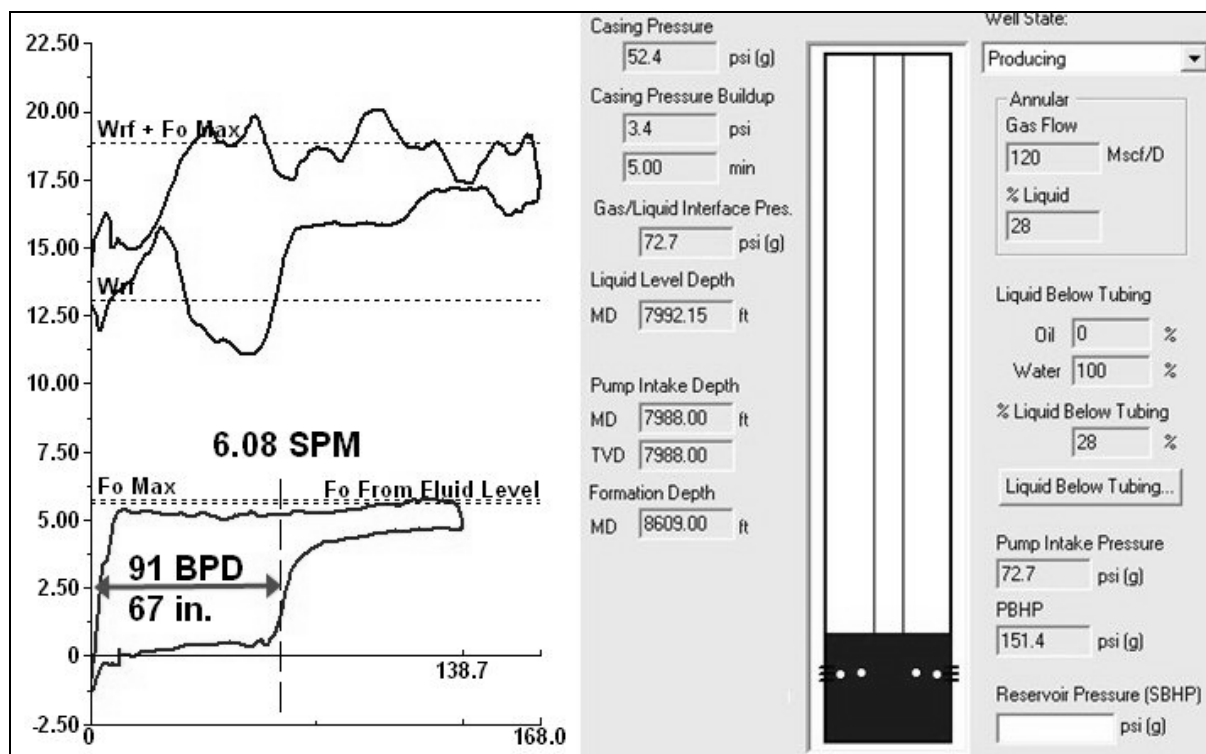 22.50
20.00
17.50
15.00
12.50
10.00
7.50
5.00
2.50
0
-2.50
Wrf + Fo Max
Wrf
6.08 SPM
Fo Max
Fo From Fluid Level
91 BPD
67 in.
138.7
0
168.0
Casing Pressure
52.4 psi (g)
Casing Pressure Buildup
3.4 psi
5.00 min
Gas/Liquid Interface Pres.
72.7 psi (g)
Liquid Level Depth
MD 7992.15 ft
Pump Intake Depth
MD 7988.00 ft
TVD 7988.00
Formation Depth
MD 8609.00 ft
Well State:
Producing
Annular
Gas Flow
120 Mscf/D
% Liquid
28
Liquid Below Tubing
Oil 0 %
Water 100 %
% Liquid Below Tubing
28 %
Liquid Below Tubing...
Pump Intake Pressure
72.7 psi (g)
PBHP
151.4 psi (g)
Reservoir Pressure (SBHP)
psi (g)